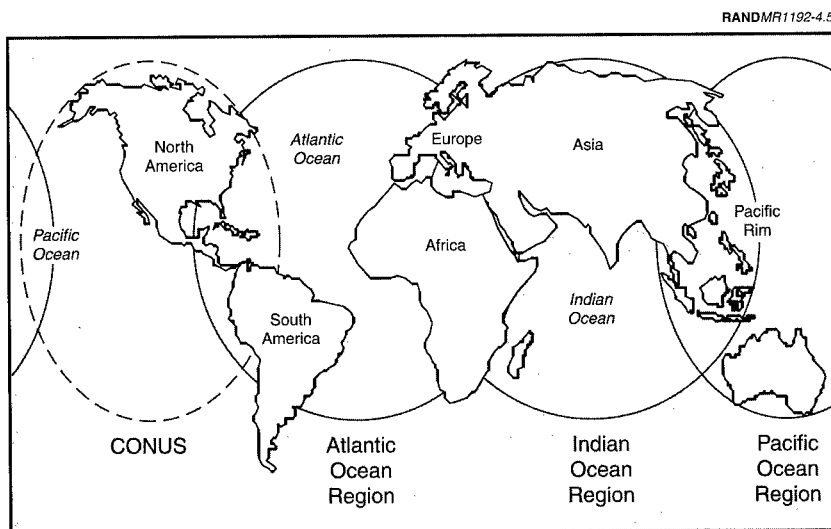 RANDMR1192-4.5
North
America
Atlantic
Ocean
Europe
Asia
Pacific
Ocean
Africa
Pacific
Rim
Indian
Ocean
South
America
CONUS
Atlantic
Ocean
Region
Indian
Ocean
Region
Pacific
Ocean
Region